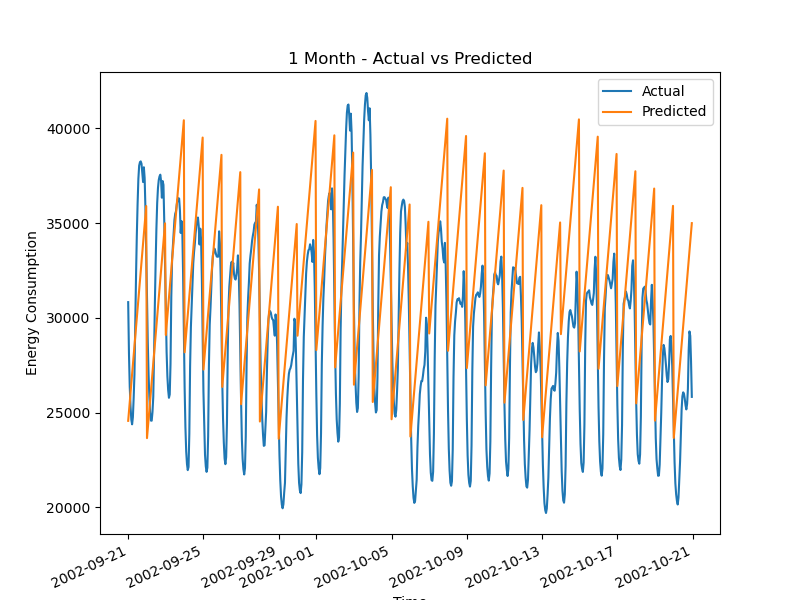 1 Month - Actual vs Predicted
Actual
Predicted
Energy Consumption
40000
35000
30000
25000
20000
2002-09-21
2002-09-25
2002-09-29
2002-10-01
2002-10-05
2002-10-09
2002-10-13
2002-10-17
2002-10-21
Time